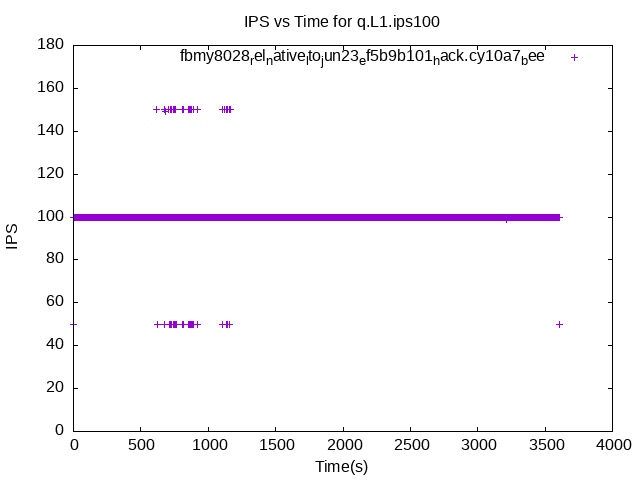 IPS vs Time for q.L1.ips100
fbmy8028relnativeltojun23ef5b9b101hack.cy10a7bee
180
160
140
120
100
80
60
40
20
0
IPS
0 500 1000 1500 2000 2500 3000 3500 4000
Time(s)